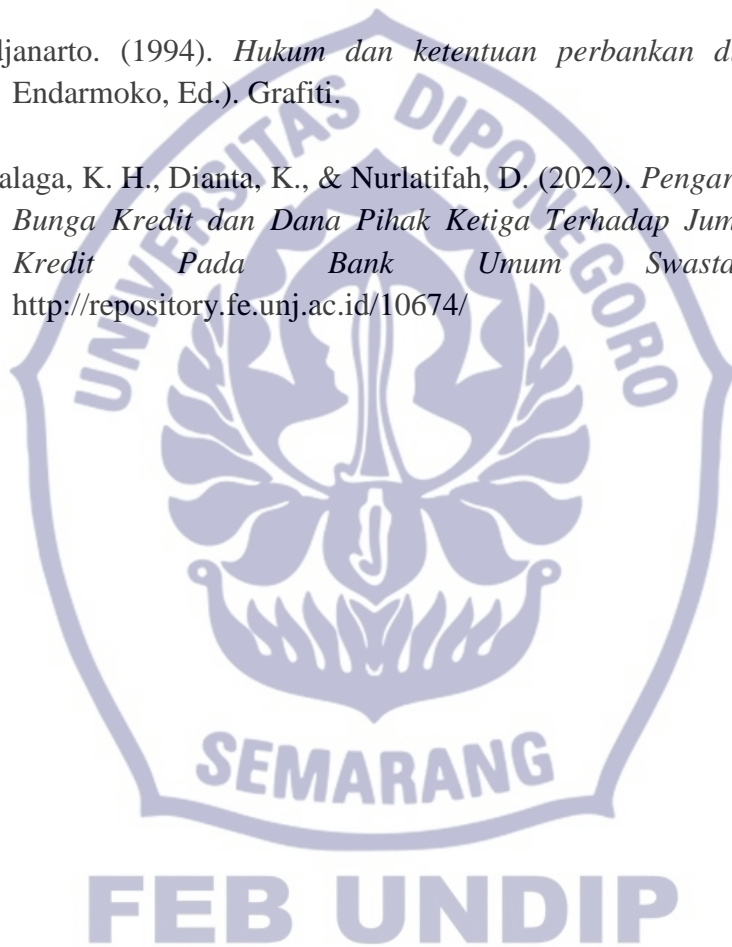 djanarto. (1994). Hukum dan ketentuan perbankan d
Endarmoko, Ed.). Grafiti.
alaga, K. H., Dianta, K., & Nurlatifah, D. (2022). Pengar
Bunga Kredit dan Dana Pihak Ketiga Terhadap Jum
Kredit Pada Bank Umum Swasta
http://repository.fe.unj.ac.id/10674/
UNIVERSITAS DIPONEGORO
SEMARANG
FEB UNDIP